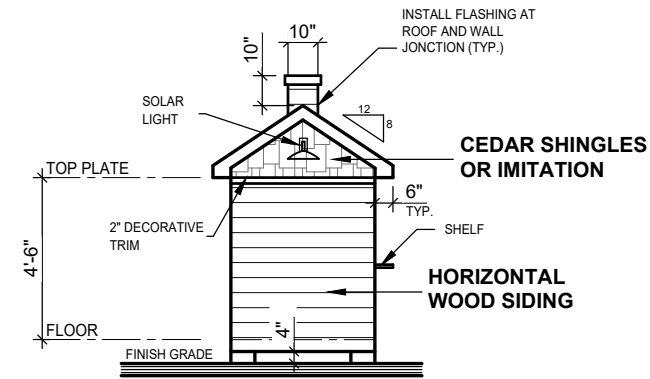 INSTALL FLASHING AT
ROOF AND WALL
JONCTION (TYP.)
10"
10"
SOLAR
LIGHT
12
8
CEDAR SHINGLES
OR IMITATION
TOP PLATE
6"
TYP.
2" DECORATIVE
TRIM
SHELF
4'-6"
HORIZONTAL
WOOD SIDING
FLOOR
4"
FINISH GRADE